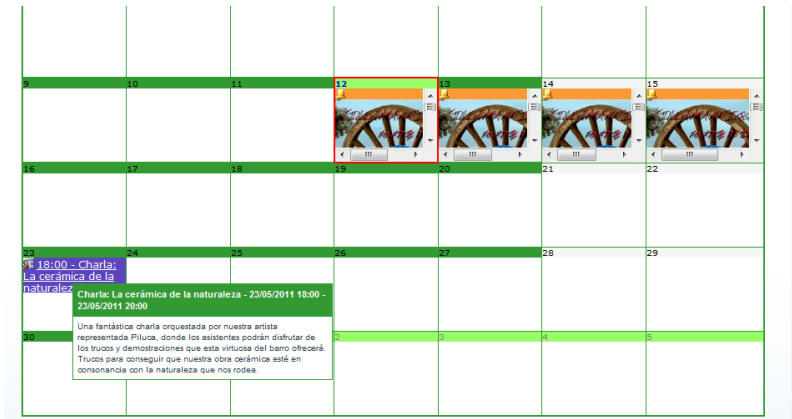 9 10 11 12 13 14 15
16 17 18 19 20 21 22
23 24 25 26 27 28 29
18:00 - Charla:
La cerámica de la
naturalez
Charla: La cerámica de la naturaleza - 23/05/2011 18:00 -
23/05/2011 20:00
Una fantástica charla orquestada por nuestra artista
representada Piluca, donde los asistentes podrán disfrutar de
los trucos y demostraciones que esta virtuosa del barro ofrecerá.
Trucos para conseguir que nuestra obra cerámica esté en
consonancia con la naturaleza que nos rodea.
30 2 3 4 5